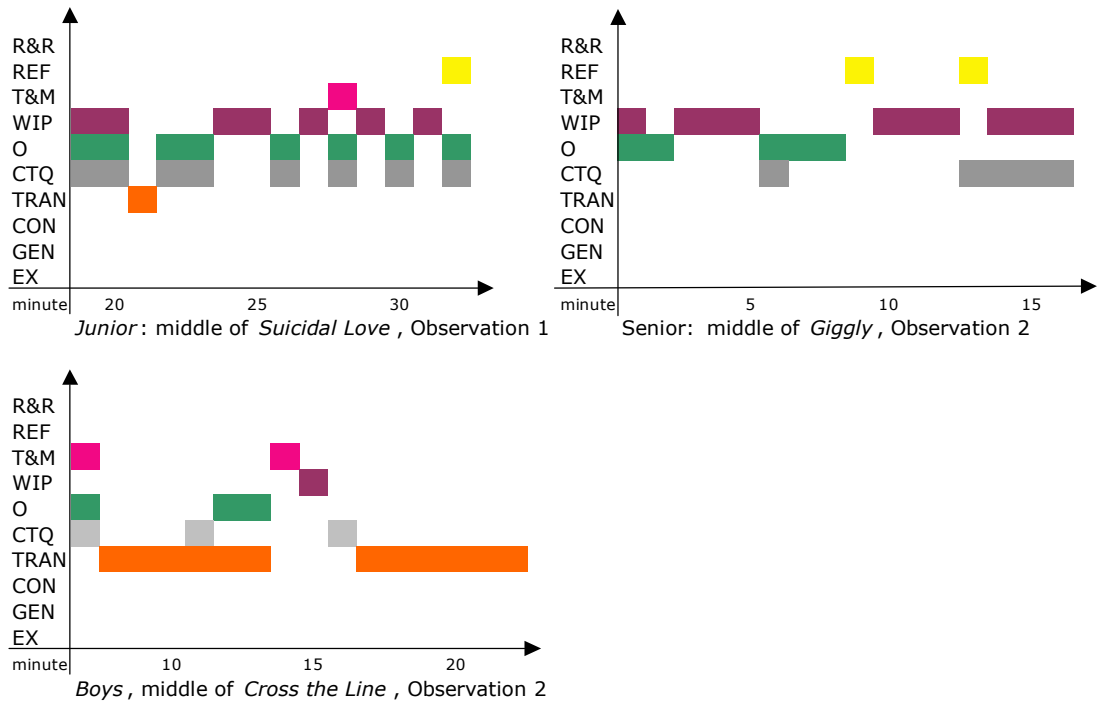 R&R
REF
T&M
WIP
O
CTQ
TRAN
CON
GEN
EX
minute 20 25 30
Junior: middle of Suicidal Love , Observation 1
R&R
REF
T&M
WIP
O
CTQ
TRAN
CON
GEN
EX
minute 5 10 15
Senior: middle of Giggly, Observation 2
R&R
REF
T&M
WIP
O
CTQ
TRAN
CON
GEN
EX
minute 10 15 20
Boys, middle of Cross the Line , Observation 2